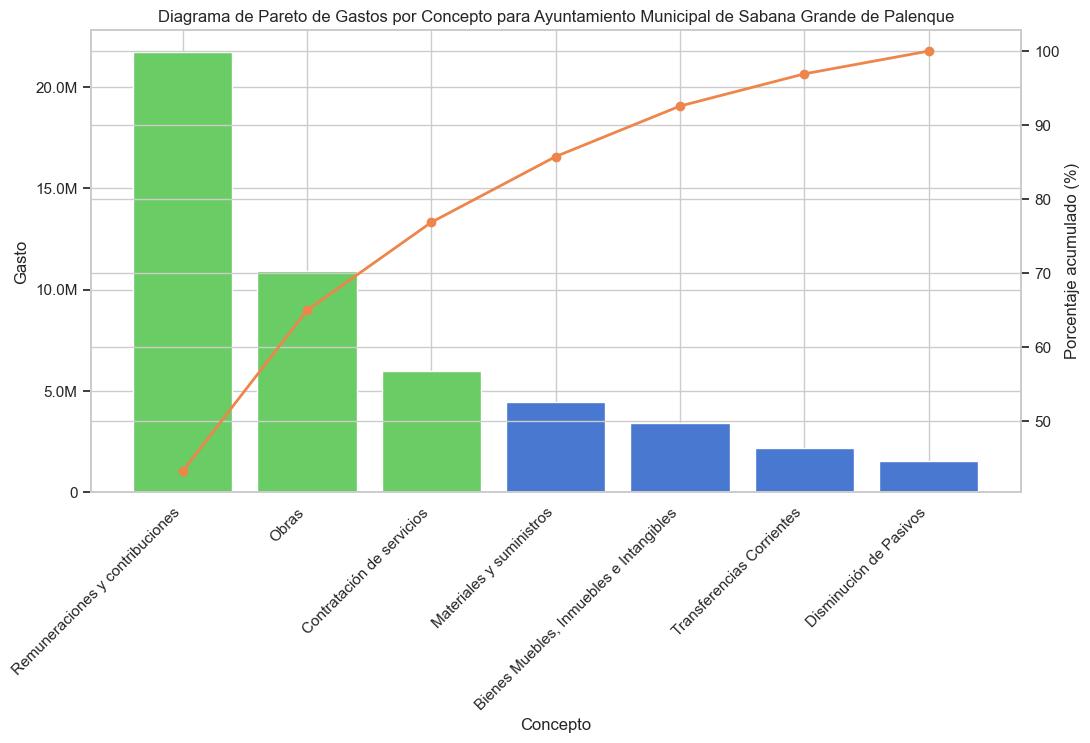 Diagrama de Pareto de Gastos por Concepto para Ayuntamiento Municipal de Sabana Grande de Palenque
Gasto
20.0M
15.0M
10.0M
5.0M
0
100
90
80
70
60
50
Porcentaje acumulado (%)
Remuneraciones y contribuciones
Obras
Contratación de servicios
Materiales y suministros
Bienes Muebles, Inmuebles e Intangibles
Transferencias Corrientes
Disminución de Pasivos
Concepto